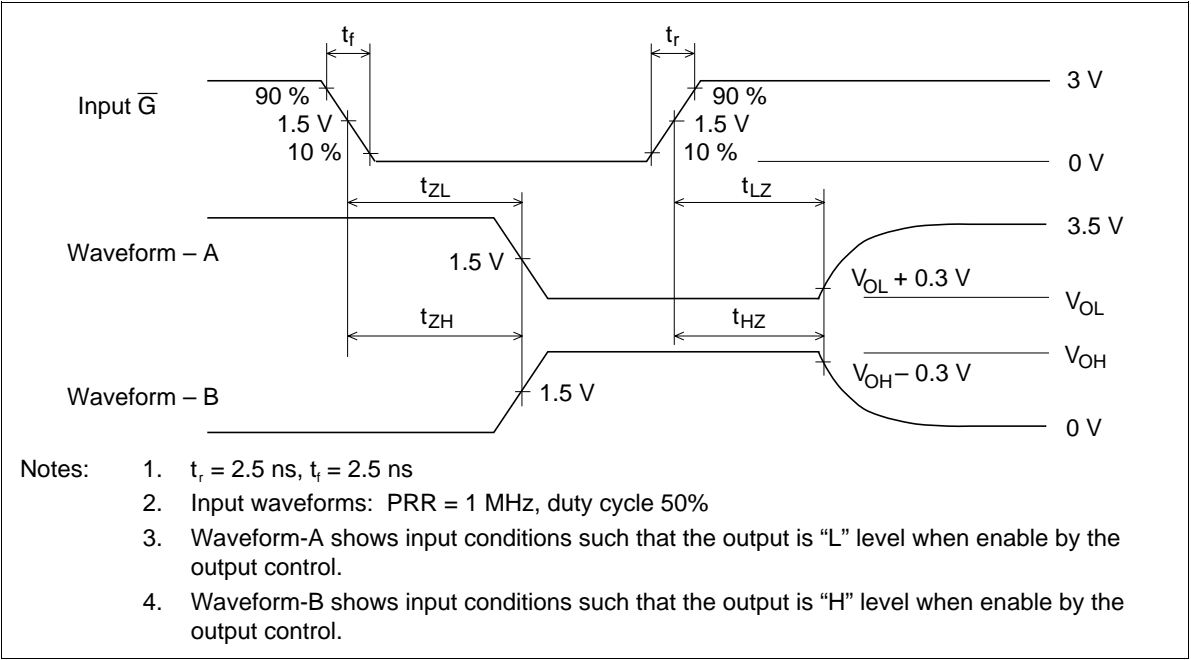 tf tr
Input G̅ 90 % 90 % 3 V
1.5 V 1.5 V
10 % 10 % 0 V
tZL tLZ
3.5 V
Waveform – A 1.5 V VOL + 0.3 V
VOL
tZH tHZ
VOH
VOH – 0.3 V
Waveform – B 1.5 V
0 V
Notes: 1. tr = 2.5 ns, tf = 2.5 ns
2. Input waveforms: PRR = 1 MHz, duty cycle 50%
3. Waveform-A shows input conditions such that the output is “L” level when enable by the
output control.
4. Waveform-B shows input conditions such that the output is “H” level when enable by the
output control.